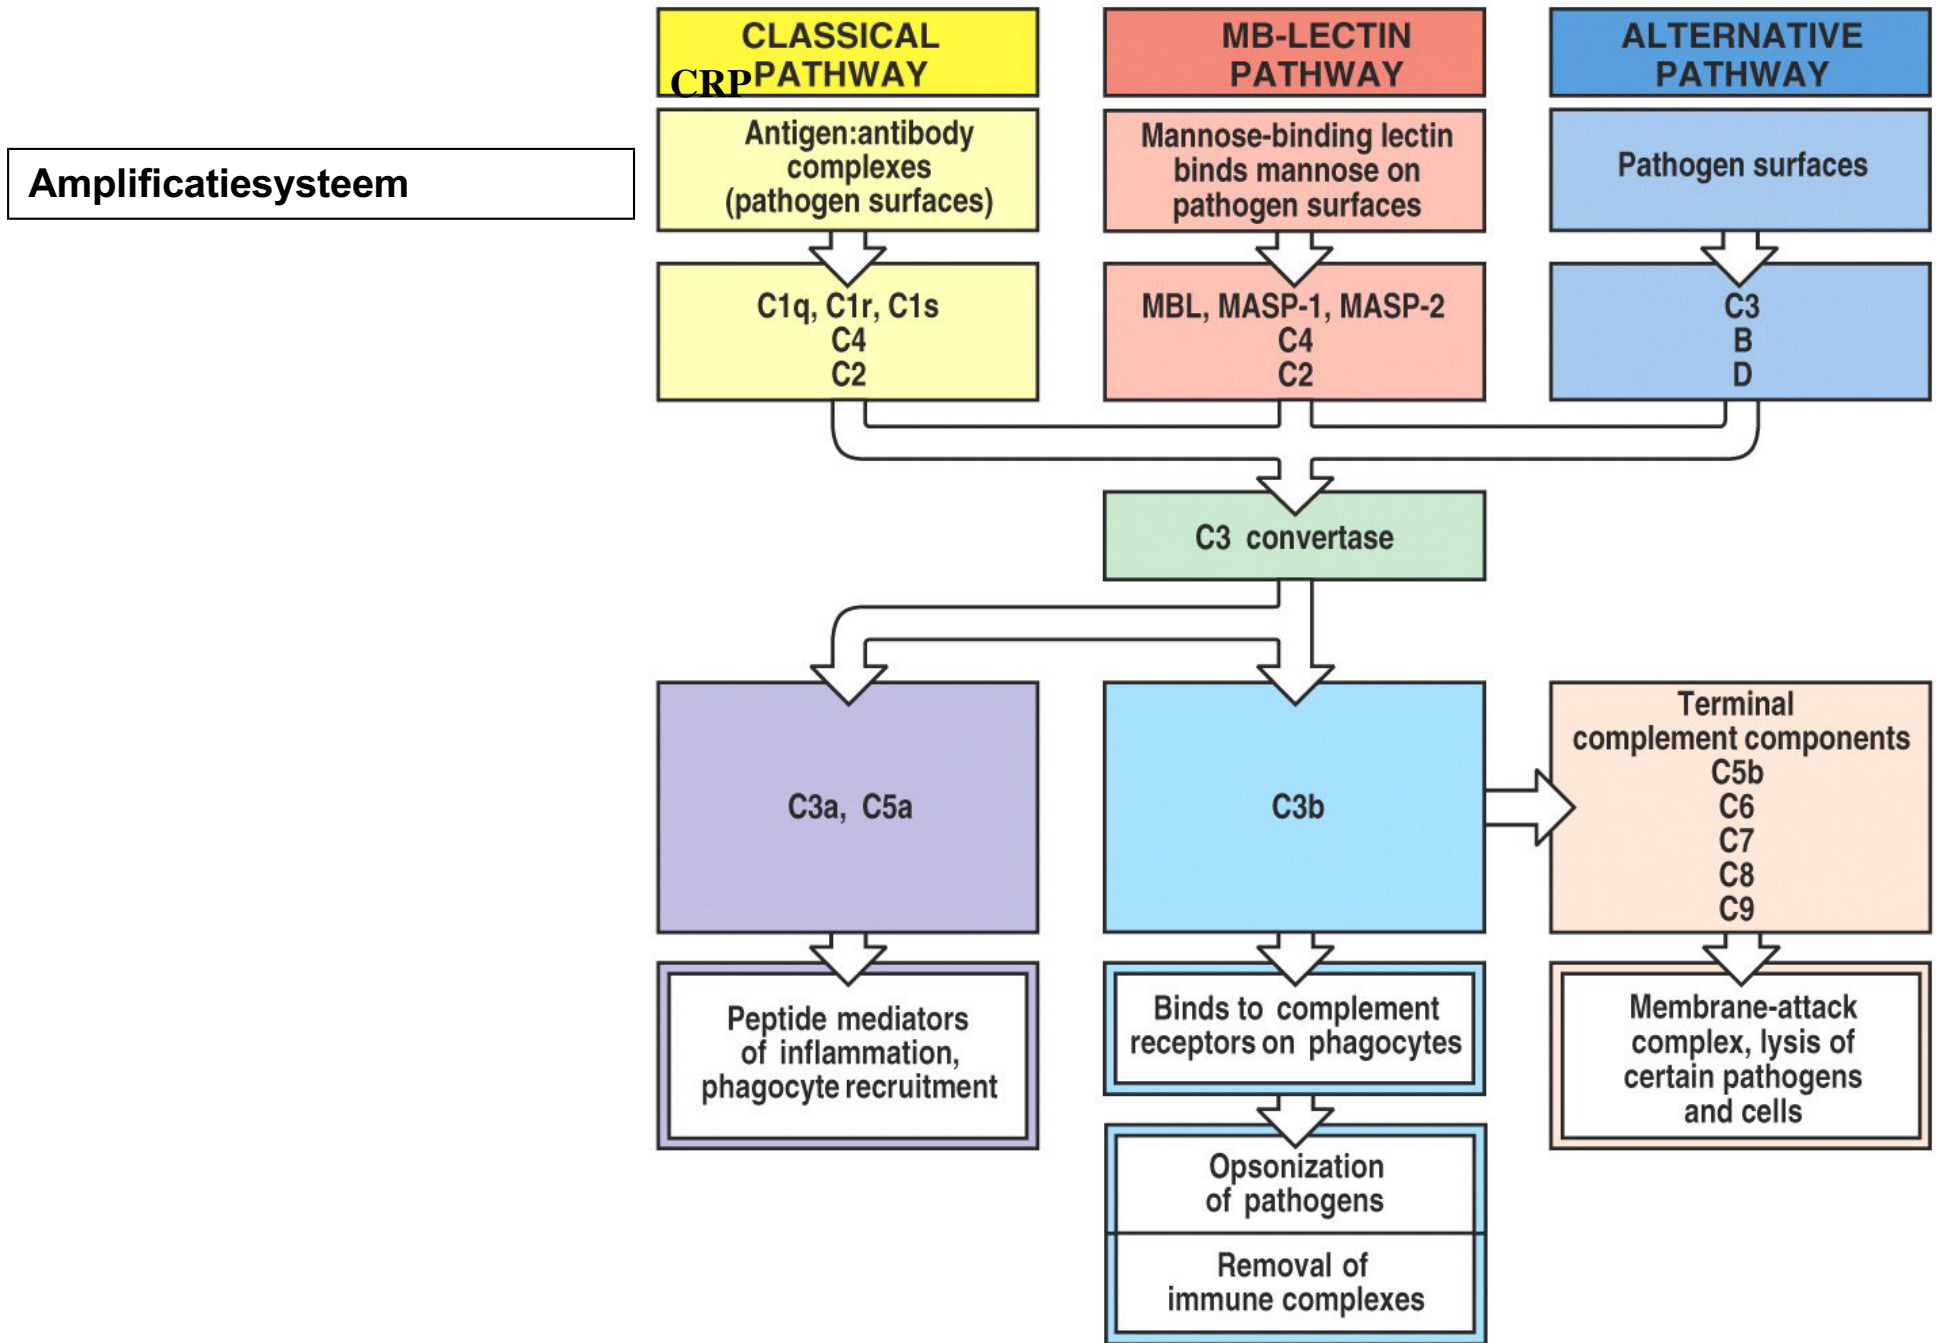 CLASSICAL
CRP PATHWAY
MB-LECTIN
PATHWAY
ALTERNATIVE
PATHWAY
Amplificatiesysteem
Antigen:antibody
complexes
(pathogen surfaces)
Mannose-binding lectin
binds mannose on
pathogen surfaces
Pathogen surfaces
C1q, C1r, C1s
C4
C2
MBL, MASP-1, MASP-2
C4
C2
C3
B
D
C3 convertase
C3a, C5a
C3b
Terminal
complement components
C5b
C6
C7
C8
C9
Peptide mediators
of inflammation,
phagocyte recruitment
Binds to complement
receptors on phagocytes
Membrane-attack
complex, lysis of
certain pathogens
and cells
Opsonization
of pathogens
Removal of
immune complexes